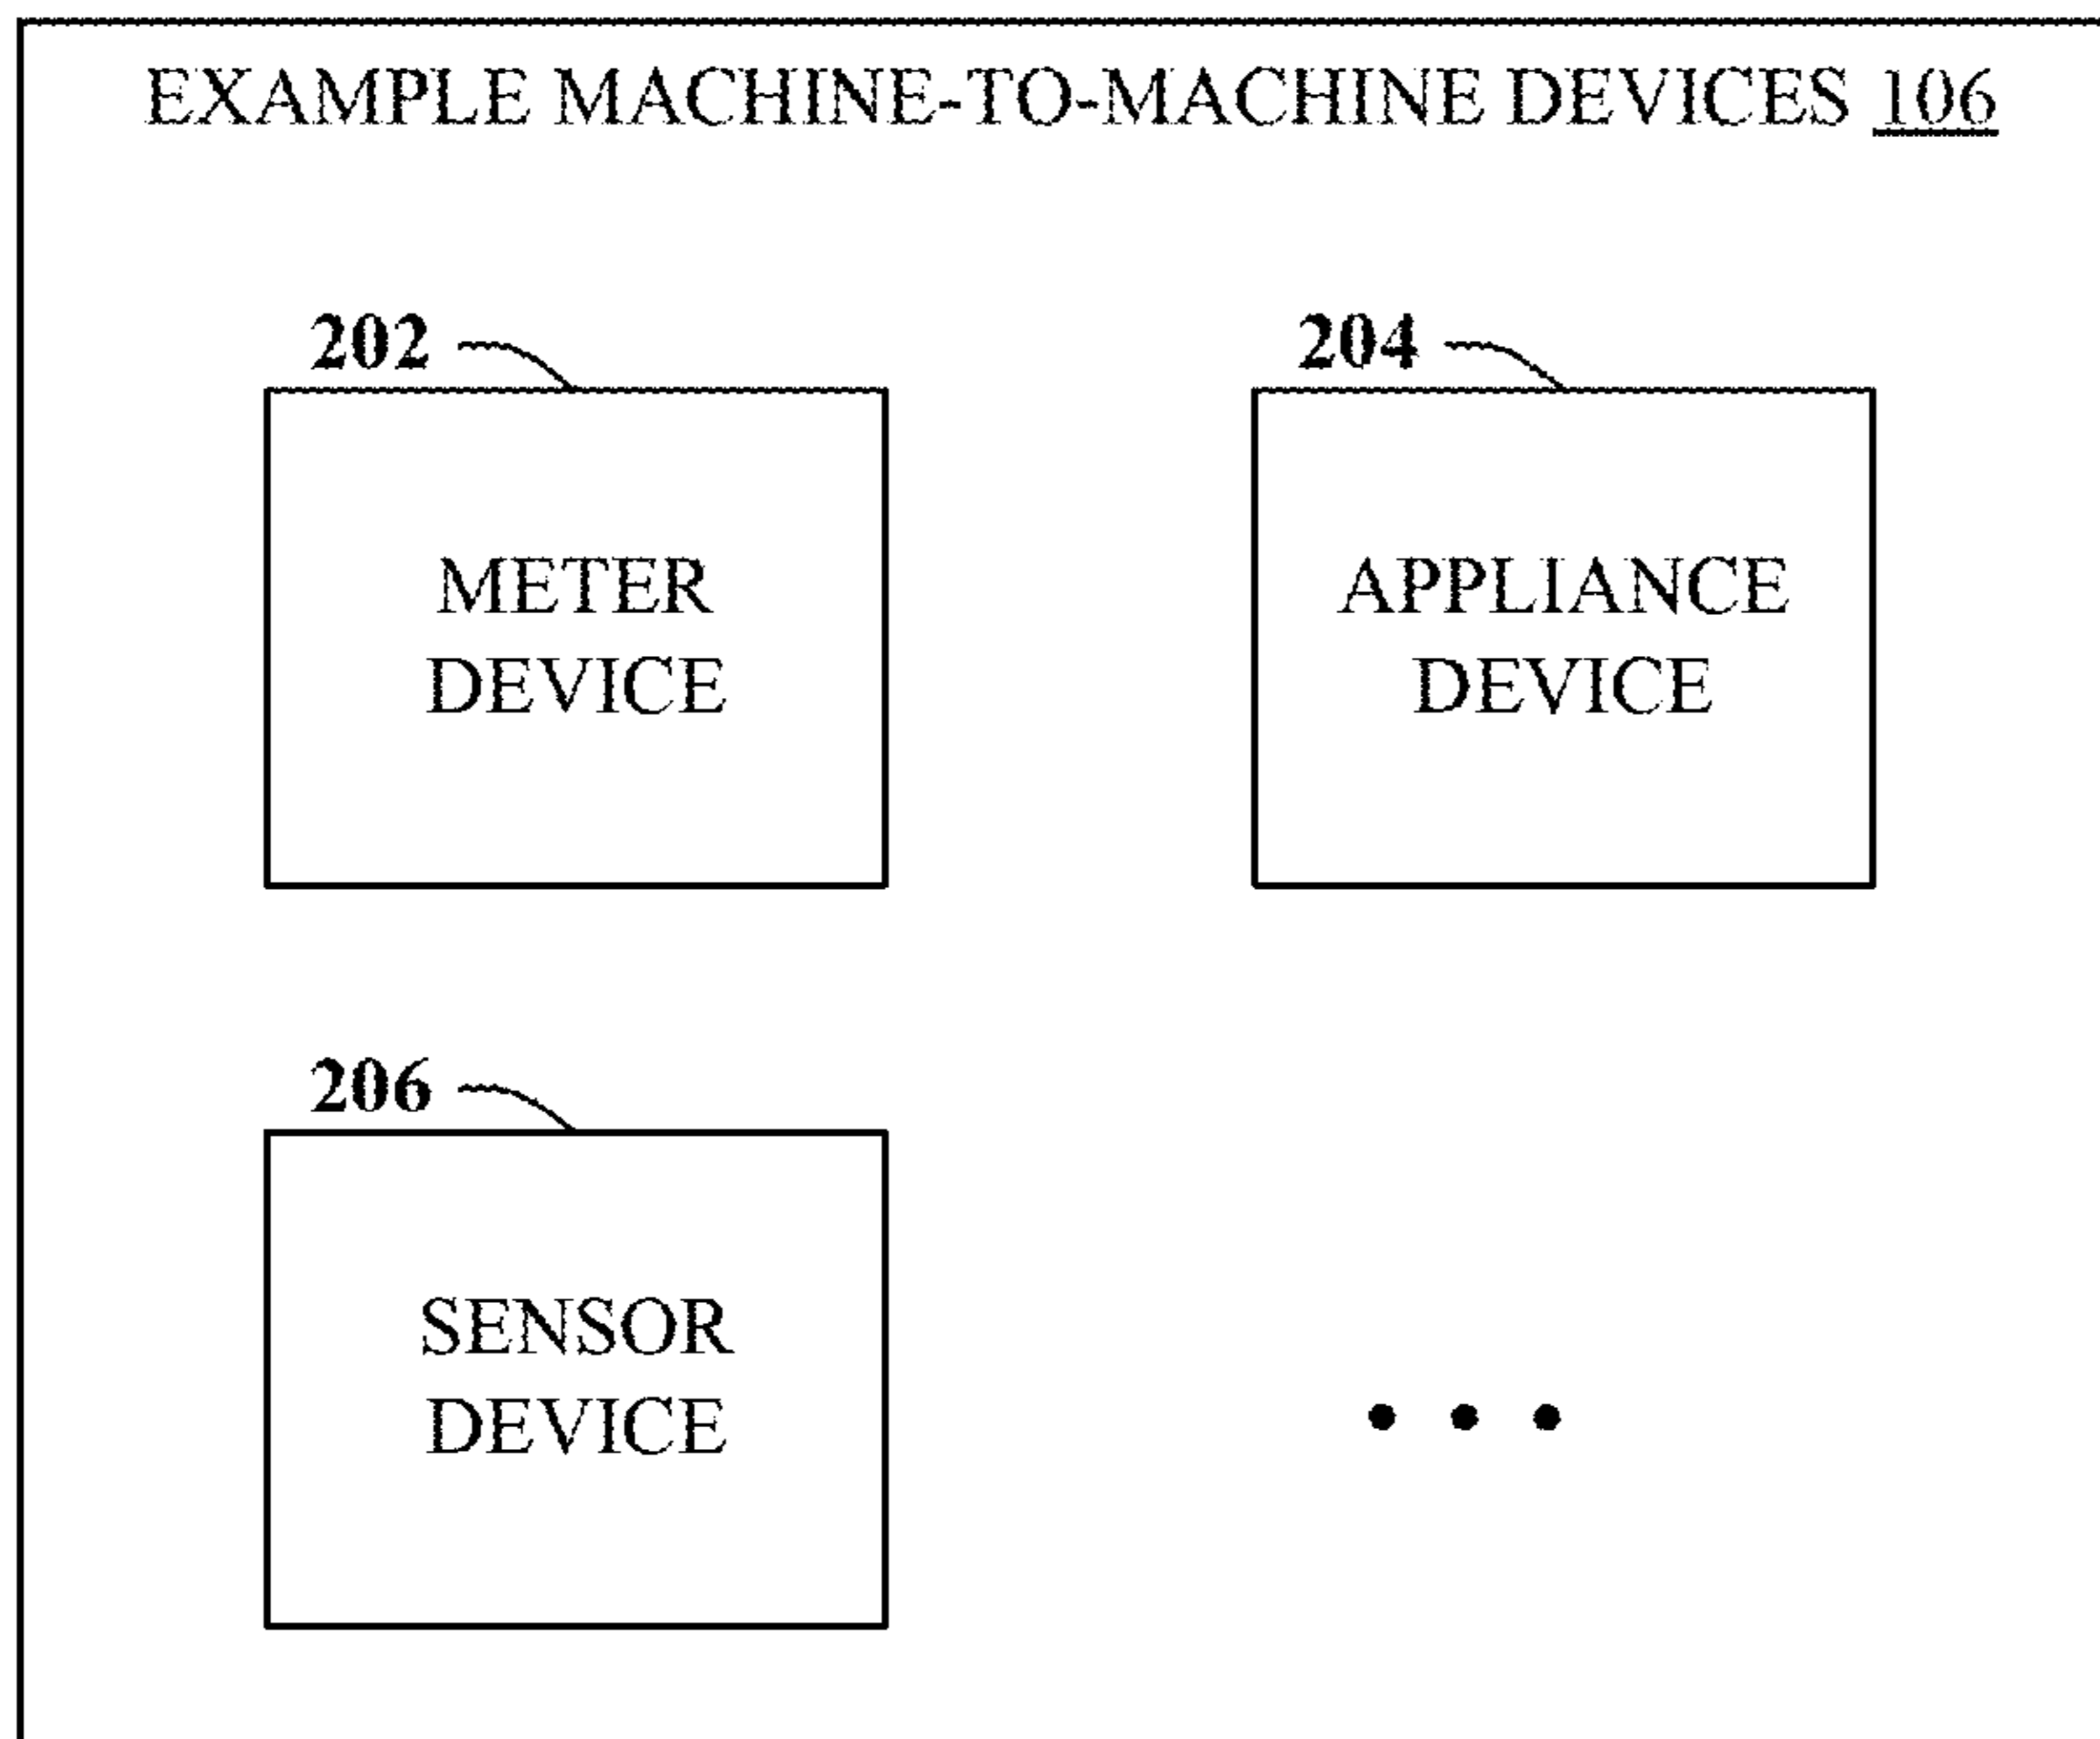 EXAMPLE MACHINE-TO-MACHINE DEVICES 106
202
METER
DEVICE
204
APPLIANCE
DEVICE
206
SENSOR
DEVICE